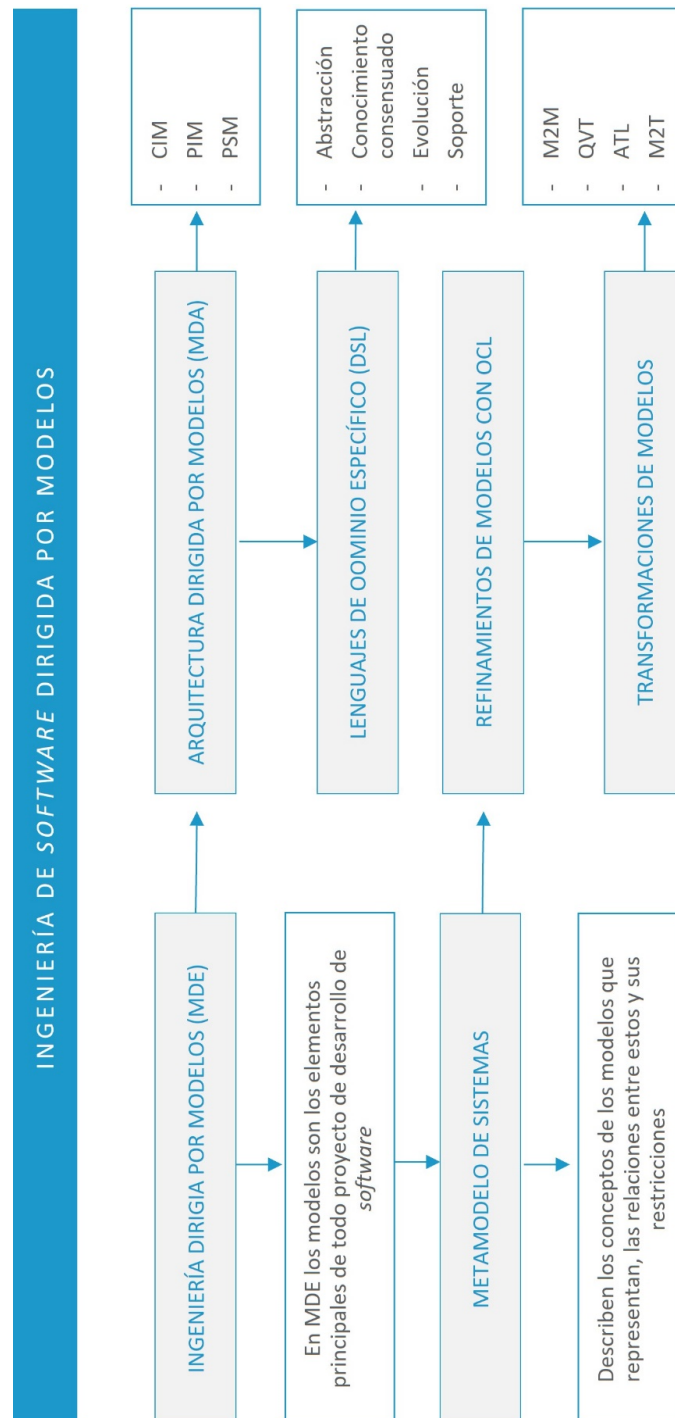 INGENIERÍA DE SOFTWARE DIRIGIDA POR MODELOS
INGENIERÍA DIRIGIA POR MODELOS (MDE)
En MDE los modelos son los elementos
principales de todo proyecto de desarrollo de
software
METAMODELO DE SISTEMAS
Describen los conceptos de los modelos que
representan, las relaciones entre estos y sus
restricciones
ARQUITECTURA DIRIGIDA POR MODELOS (MDA)
- CIM
- PIM
- PSM
LENGUAJES DE OOMINIO ESPECÍFICO (DSL)
- Abstracción
- Conocimiento
consensuado
- Evolución
- Soporte
REFINAMIENTOS DE MODELOS CON OCL
TRANSFORMACIONES DE MODELOS
- M2M
- QVT
- ATL
- M2T